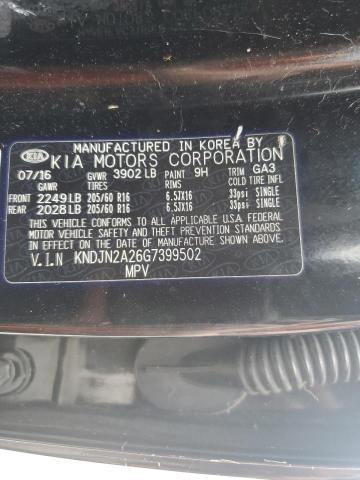 MANUFACTURED IN KOREA BY
KIA KIA MOTORS CORPORATION
07/16 GVWR 3902 LB PAINT 9H TRIM GA3
GAWR TIRES RIMS COLD TIRE INFL
FRONT 2249LB 205/60 R16 6.5JX16 33psi SINGLE
REAR 2028LB 205/60 R16 6.5JX16 33psi SINGLE
THIS VEHICLE CONFORMS TO ALL APPLICABLE U.S.A FEDERAL
MOTOR VEHICLE SAFETY AND THEFT PREVENTION
STANDARDS IN EFFECT ON THE DATE OF
MANUFACTURE SHOWN ABOVE.
V.I.N KNDJN2A26G7399502
MPV